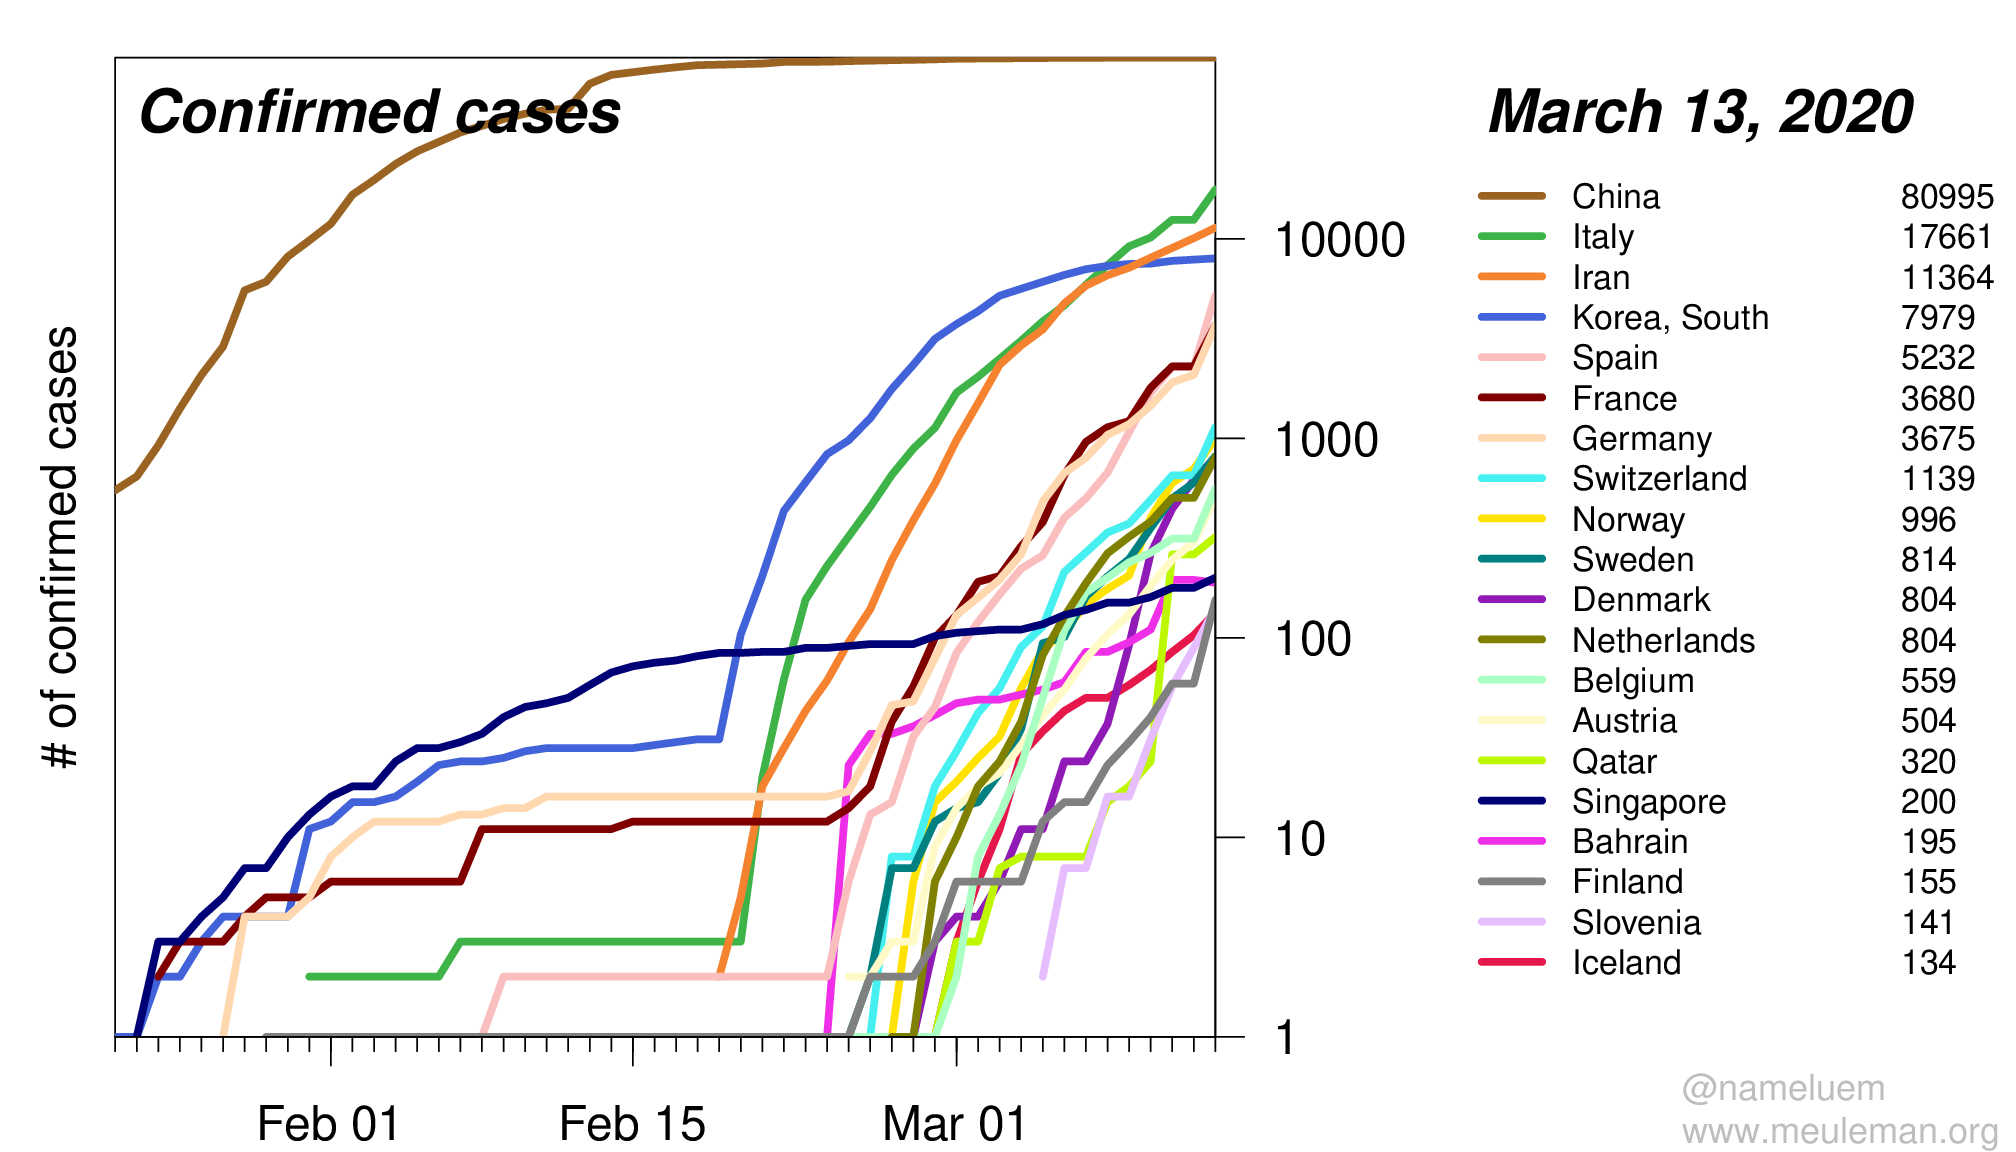 Confirmed cases
March 13, 2020
China 80995
Italy 17661
Iran 11364
Korea, South 7979
Spain 5232
France 3680
Germany 3675
Switzerland 1139
Norway 996
Sweden 814
Denmark 804
Netherlands 804
Belgium 559
Austria 504
Qatar 320
Singapore 200
Bahrain 195
Finland 155
Slovenia 141
Iceland 134
# of confirmed cases
10000
1000
100
10
1
Feb 01 Feb 15 Mar 01
@nameluem
www.meuleman.org